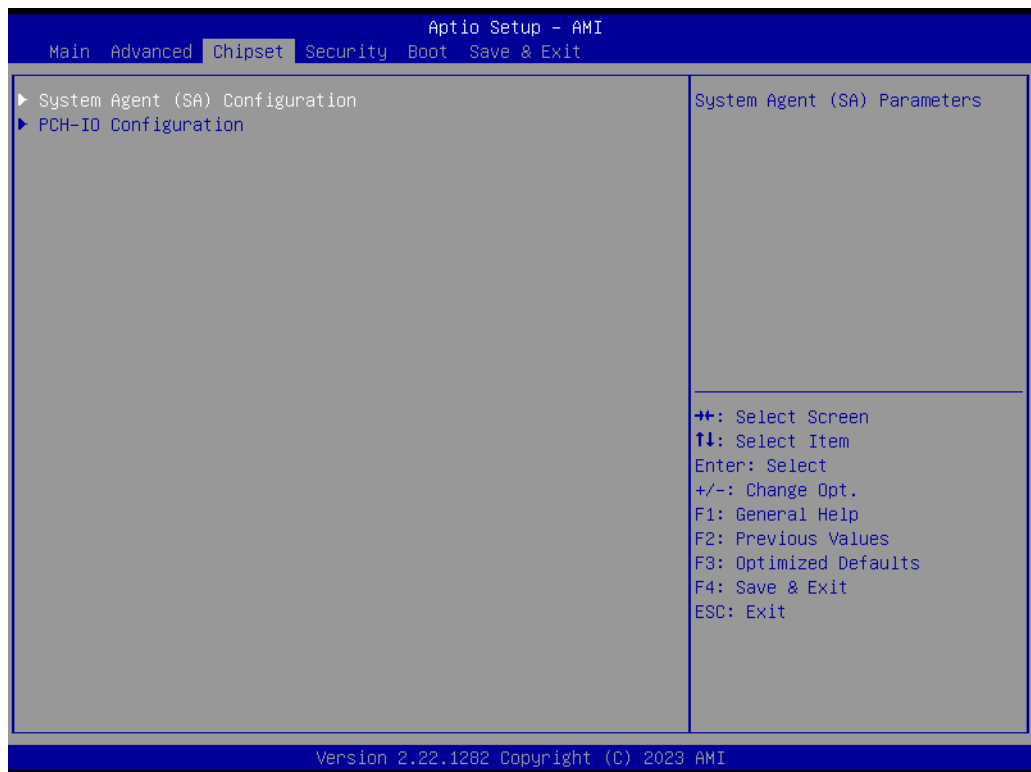 Aptio Setup – AMI
Main Advanced Chipset Security Boot Save & Exit
▶ System Agent (SA) Configuration
▶ PCH-IO Configuration
System Agent (SA) Parameters
→←: Select Screen
↑↓: Select Item
Enter: Select
+/-: Change Opt.
F1: General Help
F2: Previous Values
F3: Optimized Defaults
F4: Save & Exit
ESC: Exit
Version 2.22.1282 Copyright (C) 2023 AMI